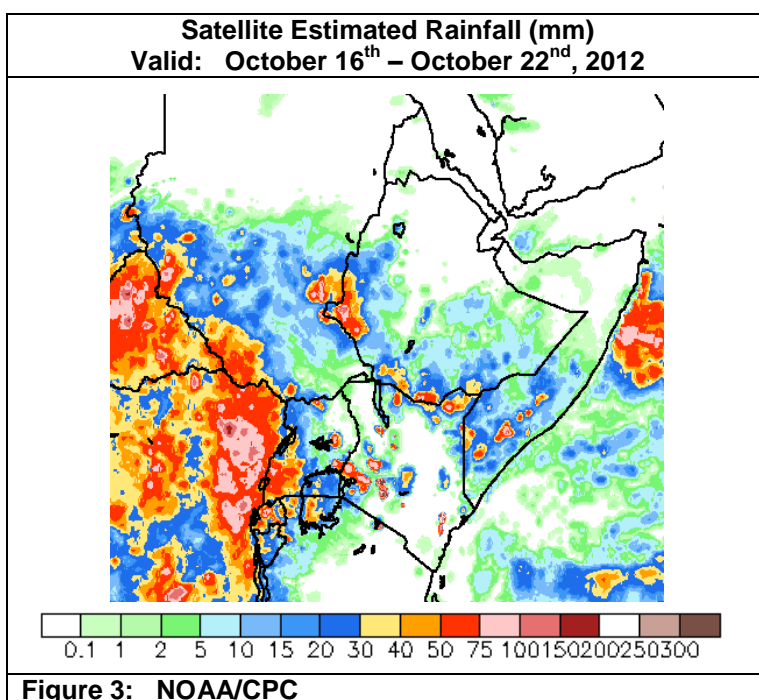 Satellite Estimated Rainfall (mm)
Valid: October 16th – October 22nd, 2012
0.1 1 2 5 10 15 20 30 40 50 75 100 150 200 250 300
Figure 3: NOAA/CPC